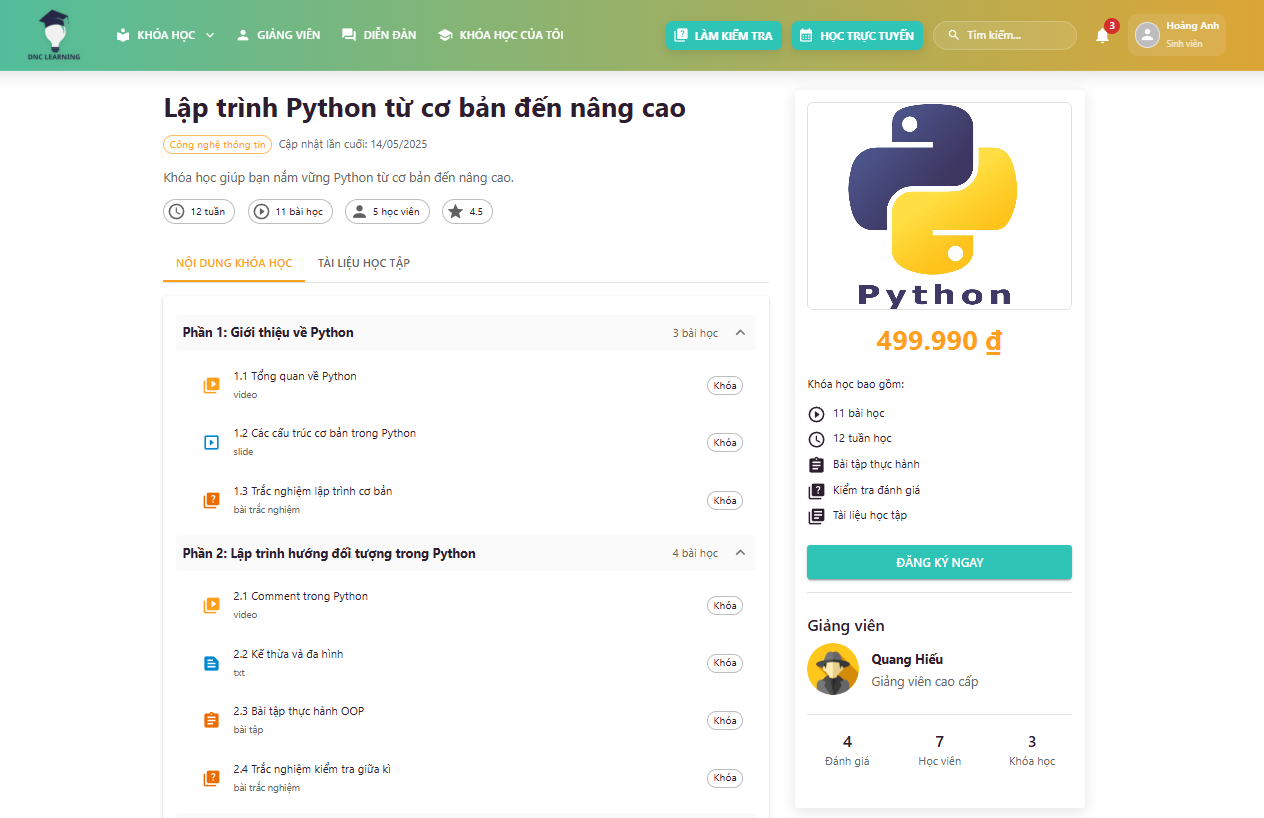 DNC LEARNING
KHÓA HỌC
GIẢNG VIÊN
DIỄN ĐÀN
KHÓA HỌC CỦA TÔI
LÀM KIỂM TRA
HỌC TRỰC TUYẾN
Tìm kiếm...
3
Hoàng Anh
Sinh viên
Lập trình Python từ cơ bản đến nâng cao
Công nghệ thông tin
Cập nhật lần cuối: 14/05/2025
Khóa học giúp bạn nắm vững Python từ cơ bản đến nâng cao.
12 tuần
11 bài học
5 học viên
4.5
NỘI DUNG KHÓA HỌC
TÀI LIỆU HỌC TẬP
Phần 1: Giới thiệu về Python
3 bài học
1.1 Tổng quan về Python
video
Khóa
1.2 Các cấu trúc cơ bản trong Python
slide
Khóa
1.3 Trắc nghiệm lập trình cơ bản
bài trắc nghiệm
Khóa
Phần 2: Lập trình hướng đối tượng trong Python
4 bài học
2.1 Comment trong Python
video
Khóa
2.2 Kế thừa và đa hình
txt
Khóa
2.3 Bài tập thực hành OOP
bài tập
Khóa
2.4 Trắc nghiệm kiểm tra giữa kì
bài trắc nghiệm
Khóa
Python
499.990 ₫
Khóa học bao gồm:
11 bài học
12 tuần học
Bài tập thực hành
Kiểm tra đánh giá
Tài liệu học tập
ĐĂNG KÝ NGAY
Giảng viên
Quang Hiếu
Giảng viên cao cấp
4
Đánh giá
7
Học viên
3
Khóa học